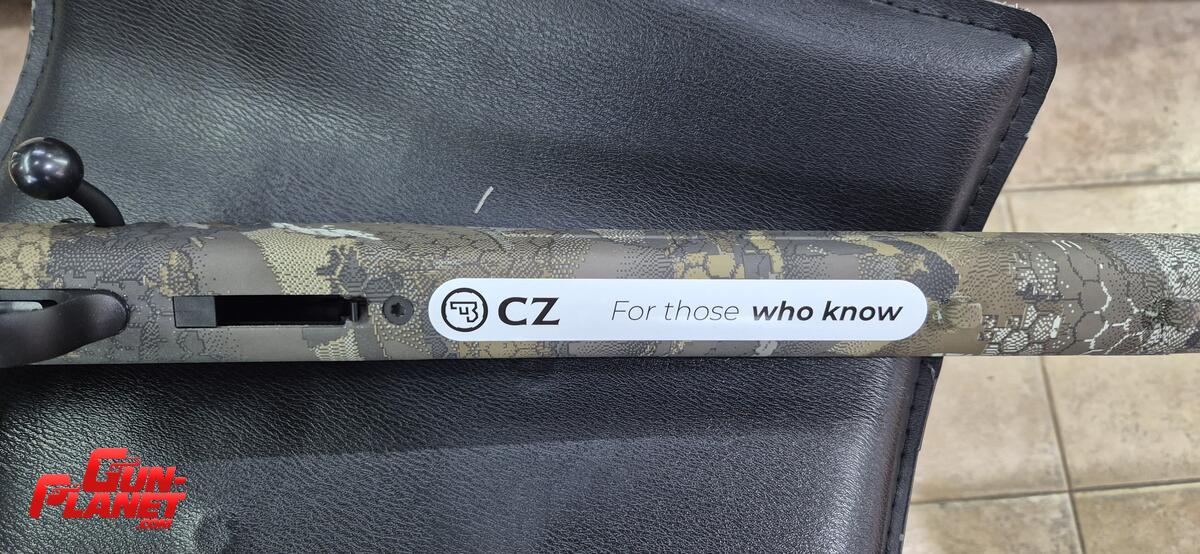 CZ For those who know
GUN-
PLANET
.COM